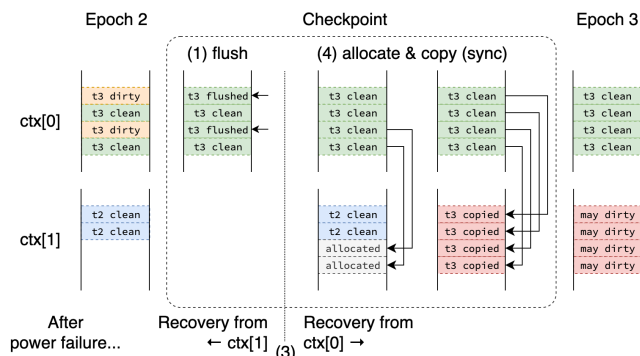 Epoch 2
Checkpoint
Epoch 3
(1) flush
(4) allocate & copy (sync)
ctx[0]
t3 dirty
t3 clean
t3 dirty
t3 clean
t3 flushed
t3 clean
t3 flushed
t3 clean
t3 clean
t3 clean
t3 clean
t3 clean
t3 clean
t3 clean
t3 clean
t3 clean
t3 clean
t3 clean
t3 clean
t3 clean
ctx[1]
t2 clean
t2 clean
t2 clean
t2 clean
allocated
allocated
t3 copied
t3 copied
t3 copied
t3 copied
may dirty
may dirty
may dirty
may dirty
After
power failure...
Recovery from
← ctx[1]
(3)
Recovery from
ctx[0] →